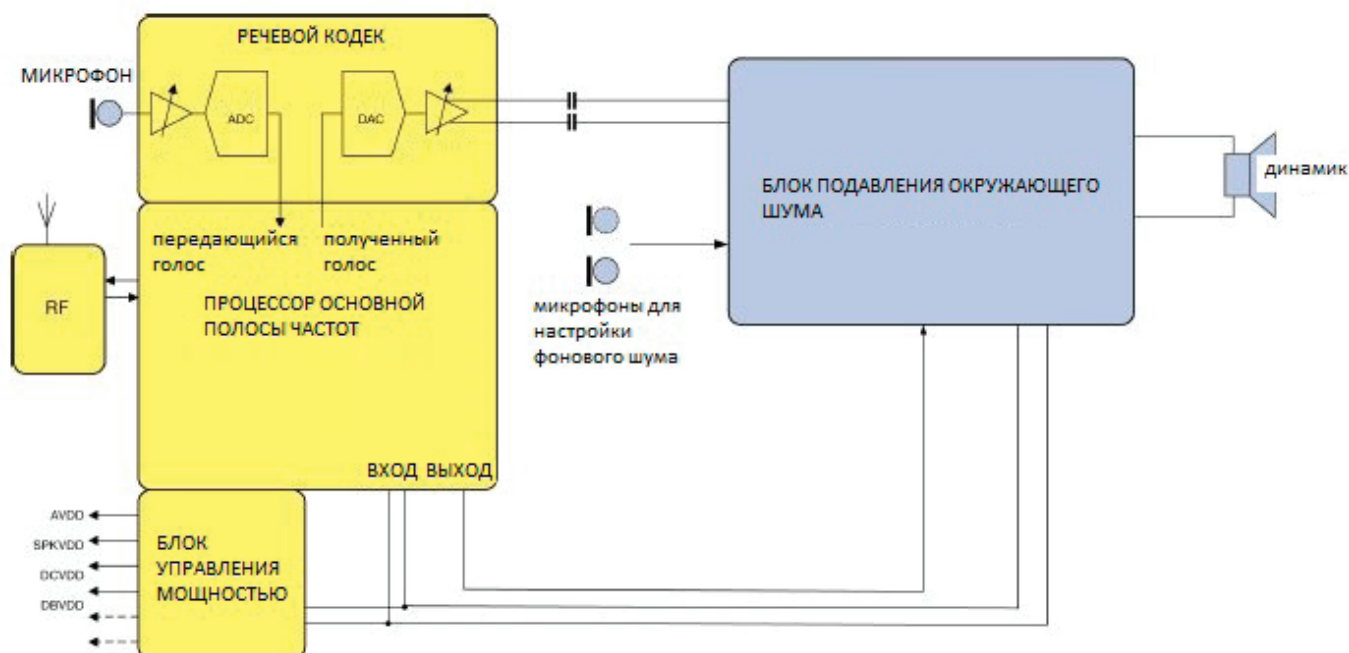 РЕЧЕВОЙ КОДЕК
МИКРОФОН
ADC
DAC
БЛОК ПОДАВЛЕНИЯ ОКРУЖАЮЩЕГО
ШУМА
динамик
передающийся
голос
полученный
голос
RF
ПРОЦЕССОР ОСНОВНОЙ
ПОЛОСЫ ЧАСТОТ
микрофоны для
настройки
фонового шума
ВХОД ВЫХОД
AVDD
SPKVDD
DCVDD
DBVDD
БЛОК
УПРАВЛЕНИЯ
МОЩНОСТЬЮ